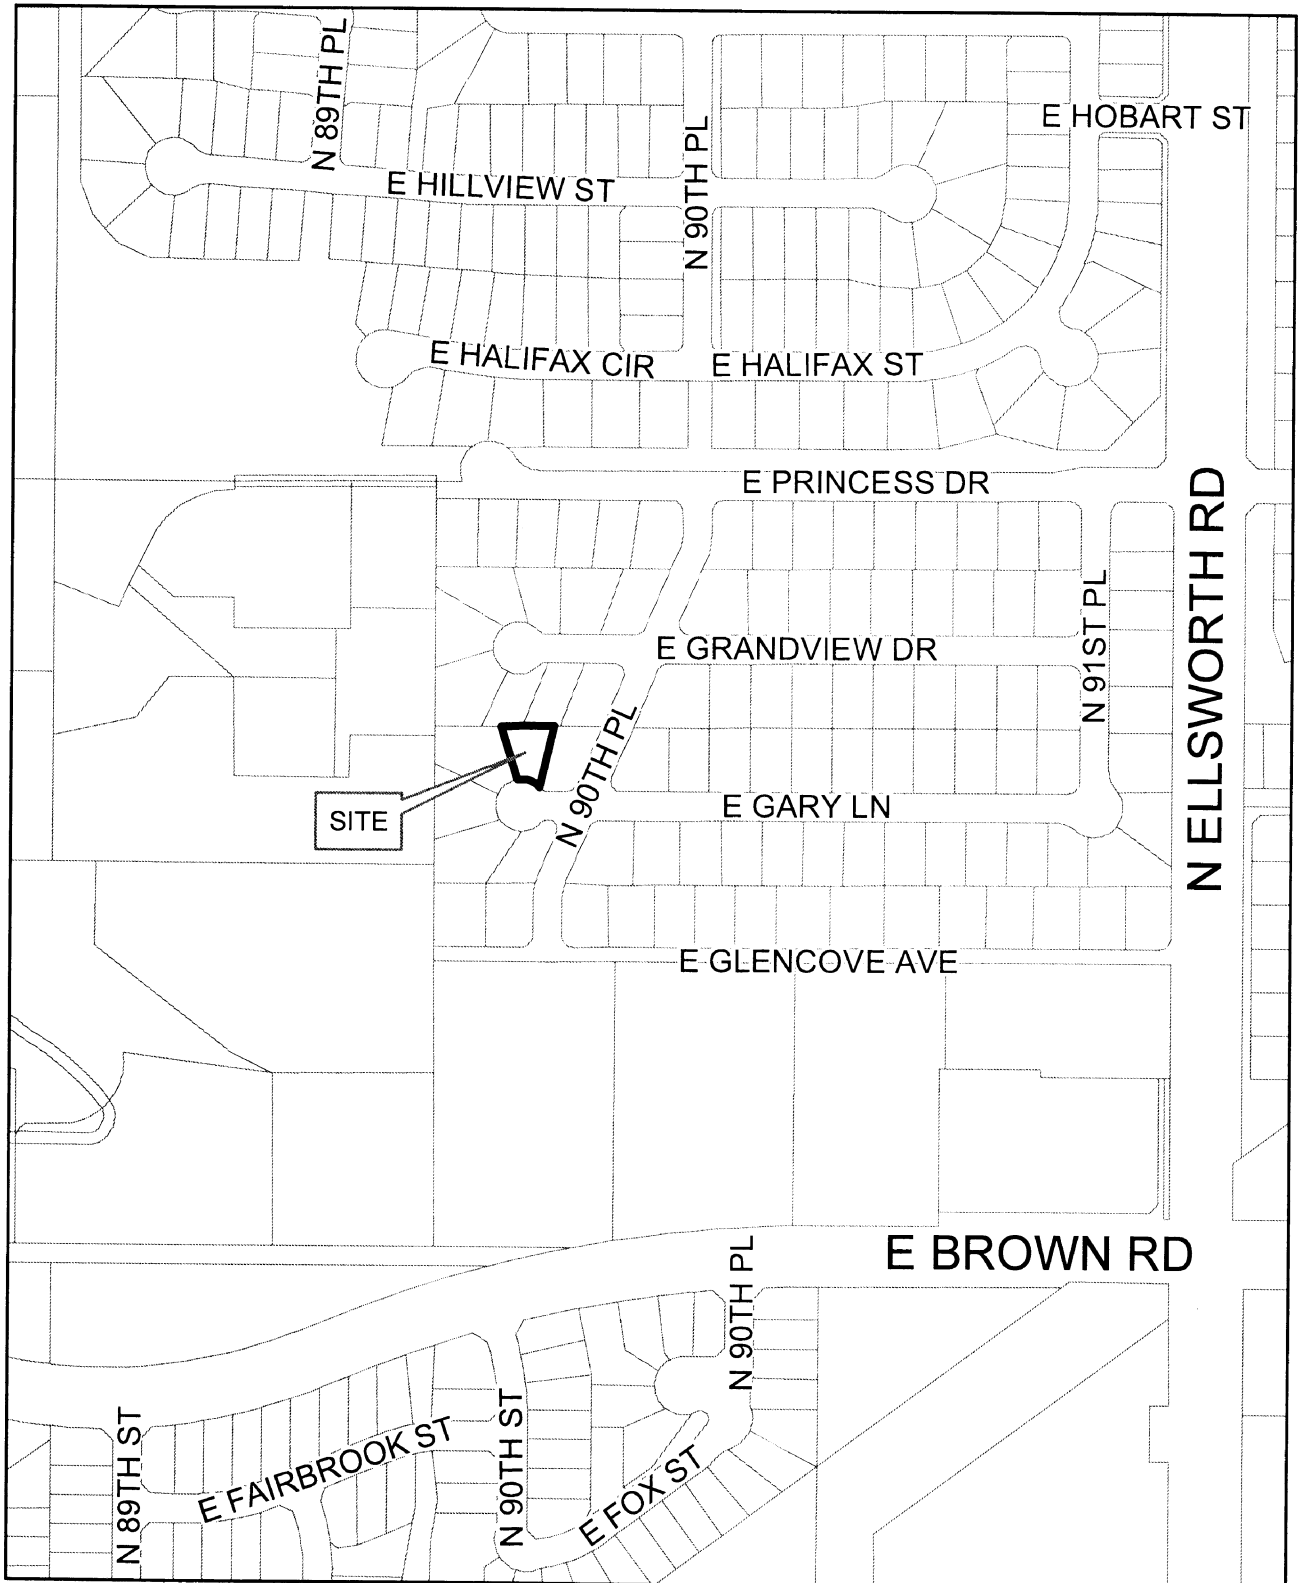 N 89TH PL
E HOBART ST
N 90TH PL
E HILLVIEW ST
E HALIFAX CIR
E HALIFAX ST
E PRINCESS DR
N ELLSWORTH RD
N 91ST PL
E GRANDVIEW DR
N 90TH PL
SITE
E GARY LN
E GLENCOVE AVE
E BROWN RD
N 90TH PL
N 89TH ST
E FAIRBROOK ST
N 90TH ST
E FOX ST